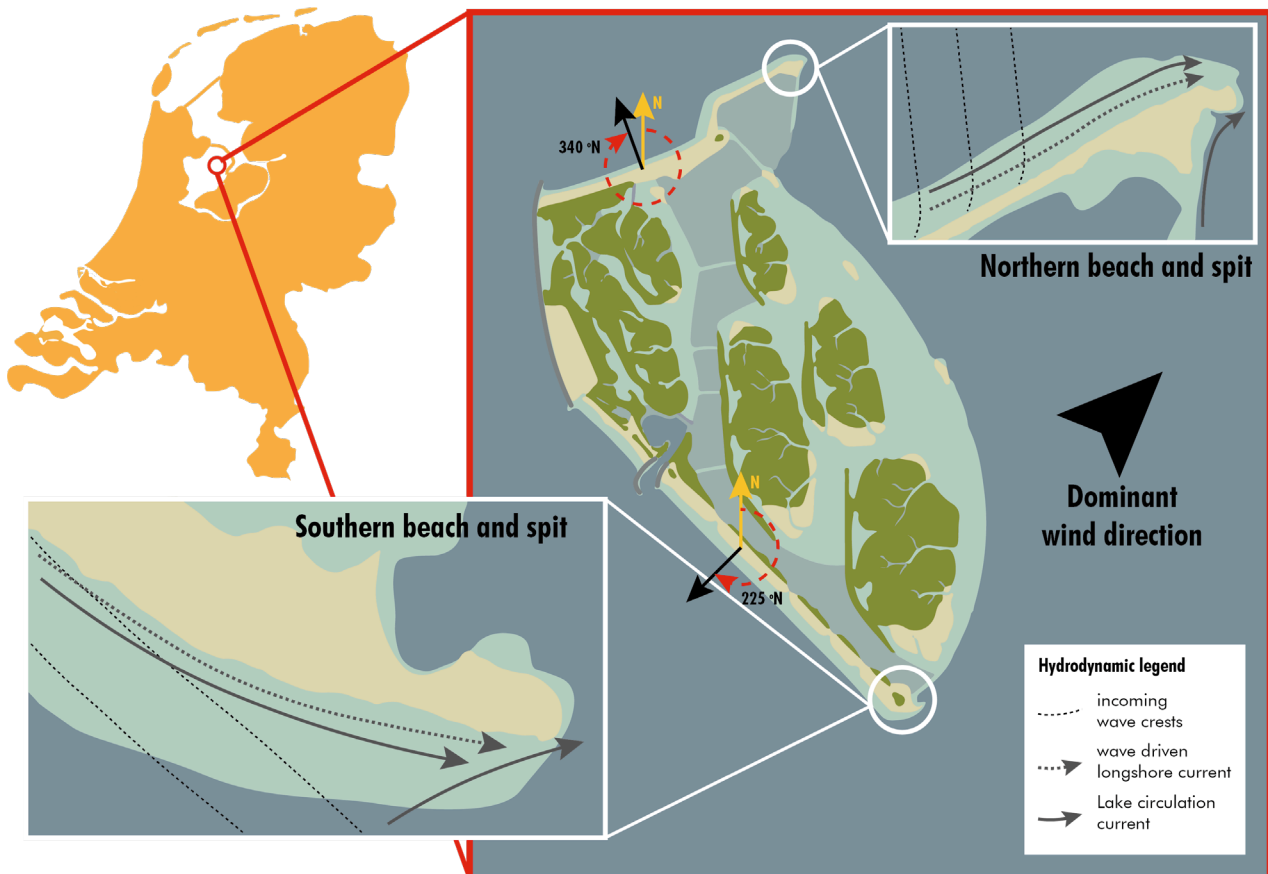 N
340 °N
Northern beach and spit
Dominant
wind direction
N
225 °N
Southern beach and spit
Hydrodynamic legend
incoming
wave crests
wave driven
longshore current
Lake circulation
current